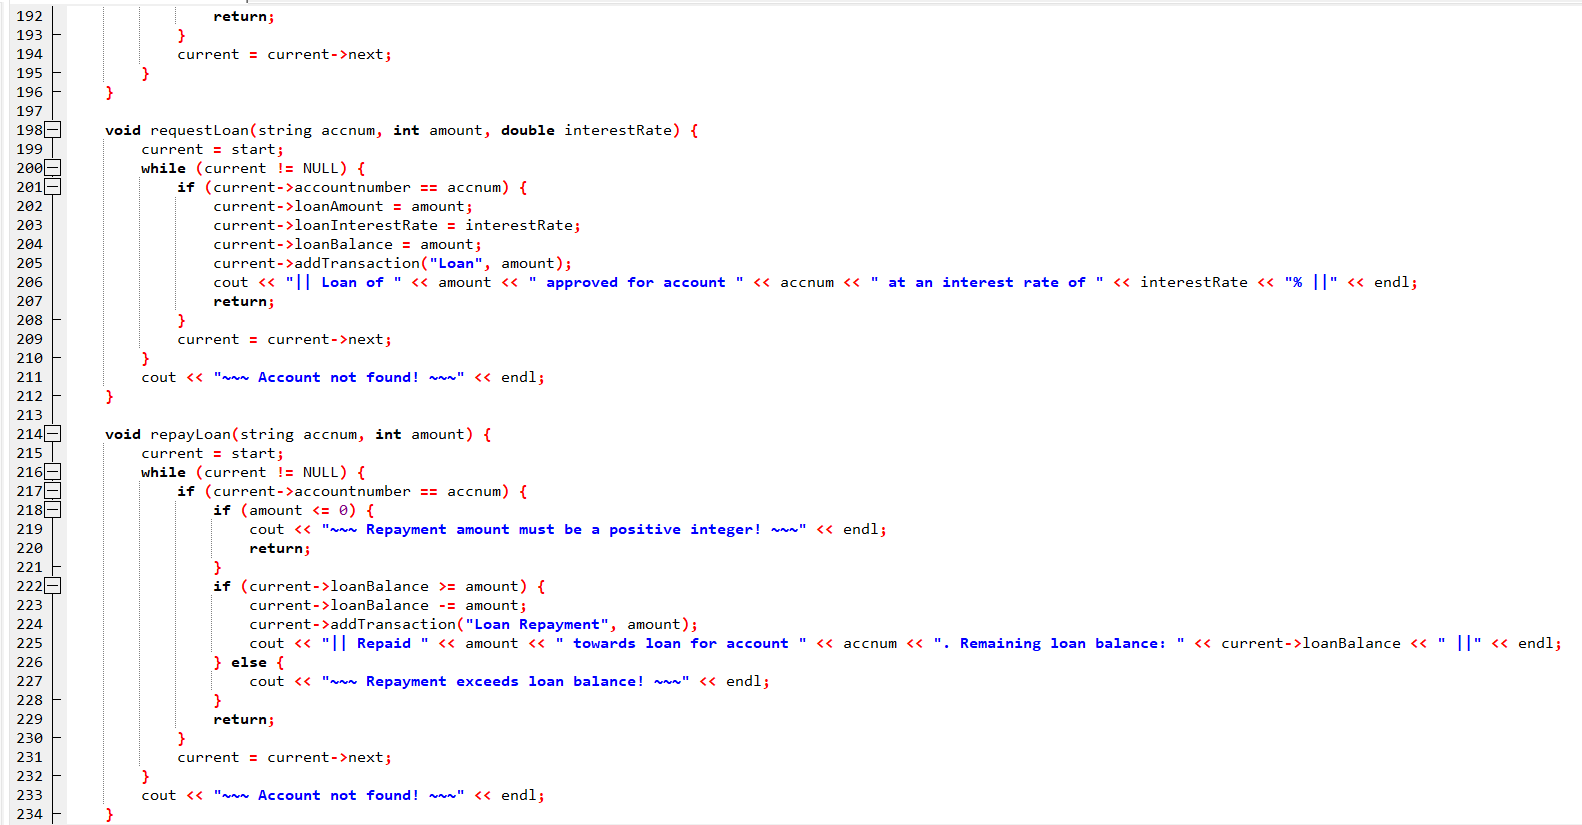 192 return;
193 }
194 current = current->next;
195 }
196 }
197
198 void requestLoan(string accnum, int amount, double interestRate) {
199 current = start;
200 while (current != NULL) {
201 if (current->accountnumber == accnum) {
202 current->loanAmount = amount;
203 current->loanInterestRate = interestRate;
204 current->loanBalance = amount;
205 current->addTransaction("Loan", amount);
206 cout << "|| Loan of " << amount << " approved for account " << accnum << " at an interest rate of " << interestRate << "% ||" << endl;
207 return;
208 }
209 current = current->next;
210 }
211 cout << "~~~ Account not found! ~~~" << endl;
212 }
213
214 void repayLoan(string accnum, int amount) {
215 current = start;
216 while (current != NULL) {
217 if (current->accountnumber == accnum) {
218 if (amount <= 0) {
219 cout << "~~~ Repayment amount must be a positive integer! ~~~" << endl;
220 return;
221 }
222 if (current->loanBalance >= amount) {
223 current->loanBalance -= amount;
224 current->addTransaction("Loan Repayment", amount);
225 cout << "|| Repaid " << amount << " towards loan for account " << accnum << ". Remaining loan balance: " << current->loanBalance << " ||" << endl;
226 } else {
227 cout << "~~~ Repayment exceeds loan balance! ~~~" << endl;
228 }
229 return;
230 }
231 current = current->next;
232 }
233 cout << "~~~ Account not found! ~~~" << endl;
234 }